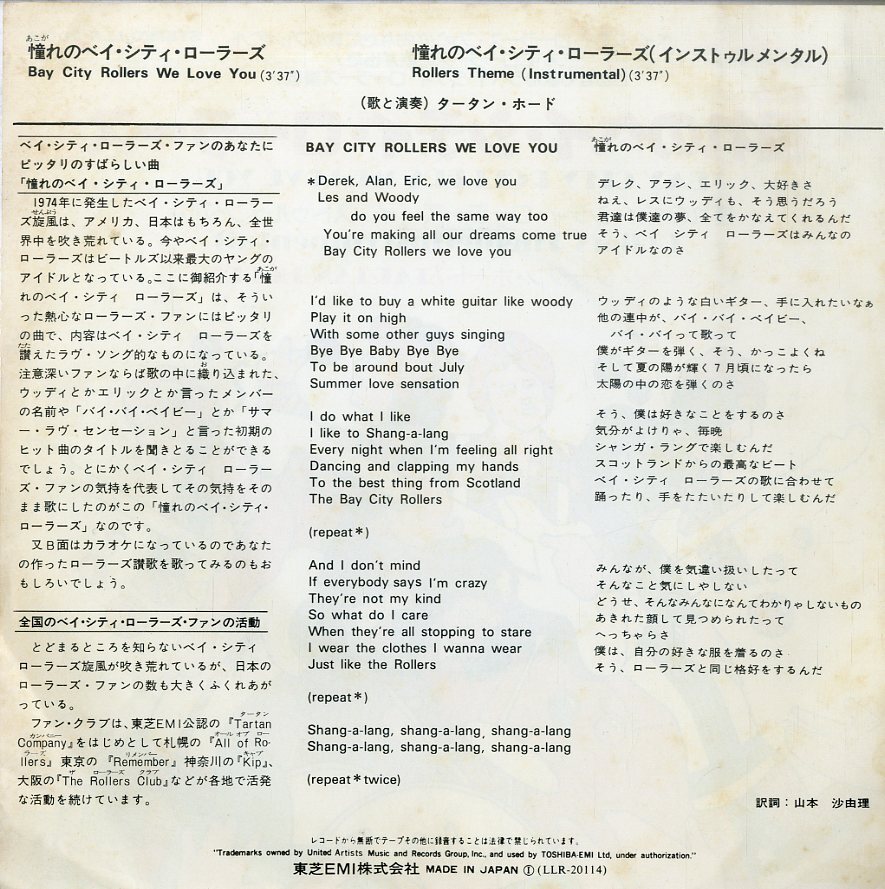 あこが
憧れのベイ・シティ・ローラーズ
Bay City Rollers We Love You (3'37")
憧れのベイ・シティ・ローラーズ(インストゥルメンタル)
Rollers Theme (Instrumental) (3'37")
(歌と演奏) タータン・ホード
ベイ・シティ・ローラーズ・ファンのあなたに
ピッタリのすばらしい曲
「憧れのベイ・シティ・ローラーズ」
1974年に発生したベイ・シティ・ローラー
せんぷう
ズ旋風は、アメリカ、日本はもちろん、全世
界中を吹き荒れている。今やベイ・シティ・
ローラーズはビートルズ以来最大のヤングの
アイドルとなっている。ここに御紹介する「憧
あこが
れのベイ・シティ ローラーズ」は、そうい
った熱心なローラーズ・ファンにはピッタリ
の曲で、内容はベイ・シティ ローラーズを
たた
讃えたラヴ・ソング的なものになっている。
お
注意深いファンならば歌の中に織り込まれた、
ウッディとかエリックとか言ったメンバー
の名前や「バイ・バイ・ベイビー」とか「サマ
ー・ラヴ・センセーション」と言った初期の
ヒット曲のタイトルを聞きとることができる
でしょう。とにかくベイ・シティ ローラー
ズ・ファンの気持を代表してその気持をその
まま歌にしたのがこの「憧れのベイ・シティ・
ローラーズ」なのです。
又B面はカラオケになっているのであなた
の作ったローラーズ讃歌を歌ってみるのもお
もしろいでしょう。
全国のベイ・シティ・ローラーズ・ファンの活動
とどまるところを知らないベイ・シティ
ローラーズ旋風が吹き荒れているが、日本の
ローラーズ・ファンの数も大きくふくれあが
っている。
ファン・クラブは、東芝EMI公認の『Tartan
タータン
カンパニー
Company』をはじめとして札幌の『All of Ro-
オール オブ ロー
ラーズ
llers』東京の『Remember』神奈川の『Kip』、
リメンバー
キップ
大阪の『The Rollers Club』などが各地で活発
ザ ローラーズ クラブ
な活動を続けています。
BAY CITY ROLLERS WE LOVE YOU
*Derek, Alan, Eric, we love you
Les and Woody
do you feel the same way too
You're making all our dreams come true
Bay City Rollers we love you
I'd like to buy a white guitar like woody
Play it on high
With some other guys singing
Bye Bye Baby Bye Bye
To be around bout July
Summer love sensation
I do what I like
I like to Shang-a-lang
Every night when I'm feeling all right
Dancing and clapping my hands
To the best thing from Scotland
The Bay City Rollers
(repeat*)
And I don't mind
If everybody says I'm crazy
They're not my kind
So what do I care
When they're all stopping to stare
I wear the clothes I wanna wear
Just like the Rollers
(repeat*)
Shang-a-lang, shang-a-lang, shang-a-lang
Shang-a-lang, shang-a-lang, shang-a-lang
(repeat*twice)
あこが
憧れのベイ・シティ・ローラーズ
デレク、アラン、エリック、大好きさ
ねえ、レスにウッディも、そう思うだろう
君達は僕達の夢、全てをかなえてくれるんだ
そう、ベイ シティ ローラーズはみんなの
アイドルなのさ
ウッディのような白いギター、手に入れたいなぁ
他の連中が、バイ・バイ・ベイビー、
バイ・バイって歌って
僕がギターを弾く、そう、かっこよくね
そして夏の陽が輝く7月頃になったら
太陽の中の恋を弾くのさ
そう、僕は好きなことをするのさ
気分がよけりゃ、毎晩
シャンガ・ラングで楽しむんだ
スコットランドからの最高なビート
ベイ・シティ ローラーズの歌に合わせて
踊ったり、手をたたいたりして楽しむんだ
みんなが、僕を気違い扱いしたって
そんなこと気にしやしない
どうせ、そんなみんなになんてわかりゃしないもの
あきれた顔して見つめられたって
へっちゃらさ
僕は、自分の好きな服を着るのさ
そう、ローラーズと同じ格好をするんだ
訳詞：山本 沙由理
レコードから無断でテープその他に録音することは法律で禁じられています。
"Trademarks owned by United Artists Music and Records Group, Inc., and used by TOSHIBA-EMI Ltd, under authorization."
東芝EMI株式会社 MADE IN JAPAN Ⓘ (LLR-20114)